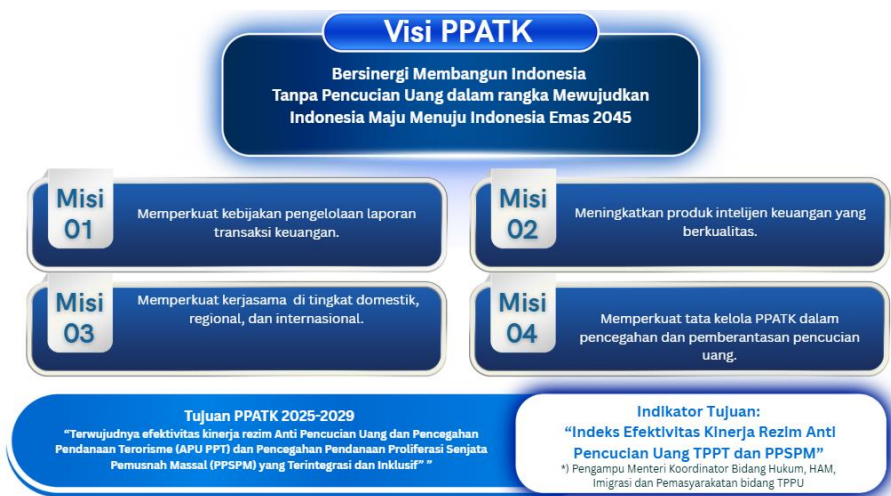 Visi PPATK
Bersinergi Membangun Indonesia
Tanpa Pencucian Uang dalam rangka Mewujudkan
Indonesia Maju Menuju Indonesia Emas 2045
Misi
01
Memperkuat kebijakan pengelolaan laporan
transaksi keuangan.
Misi
02
Meningkatkan produk intelijen keuangan yang
berkualitas.
Misi
03
Memperkuat kerjasama di tingkat domestik,
regional, dan internasional.
Misi
04
Memperkuat tata kelola PPATK dalam
pencegahan dan pemberantasan pencucian
uang.
Tujuan PPATK 2025-2029
“Terwujudnya efektivitas kinerja rezim Anti Pencucian Uang dan Pencegahan
Pendanaan Terorisme (APU PPT) dan Pencegahan Pendanaan Proliferasi Senjata
Pemusnah Massal (PPSPM) yang Terintegrasi dan Inklusif” ”
Indikator Tujuan:
“Indeks Efektivitas Kinerja Rezim Anti
Pencucian Uang TPPT dan PPSPM”
*) Pengampu Menteri Koordinator Bidang Hukum, HAM,
Imigrasi dan Pemasyarakatan bidang TPPU